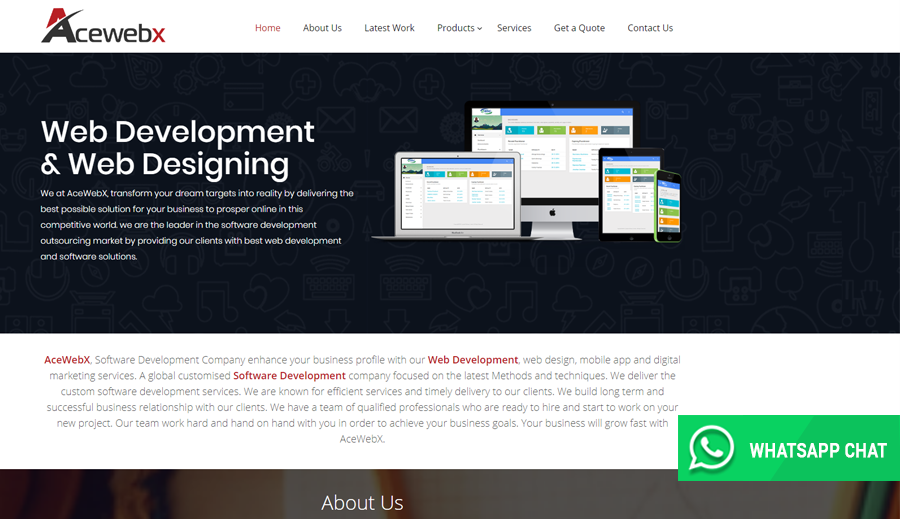 Acewebx
Home About Us Latest Work Products Services Get a Quote Contact Us
Web Development
& Web Designing
We at AceWebX, transform your dream targets into reality by delivering the
best possible solution for your business to prosper online in this
competitive world. we are the leader in the software development
outsourcing market by providing our clients with best web development
and software solutions.
AceWebX, Software Development Company enhance your business profile with our Web Development, web design, mobile app and digital
marketing services. A global customised Software Development company focused on the latest Methods and techniques. We deliver the
custom software development services. We are known for efficient services and timely delivery to our clients. We build long term and
successful business relationship with our clients. We have a team of qualified professionals who are ready to hire and start to work on your
new project. Our team work hard and hand on hand with you in order to achieve your business goals. Your business will grow fast with
AceWebX.
WHATSAPP CHAT
About Us